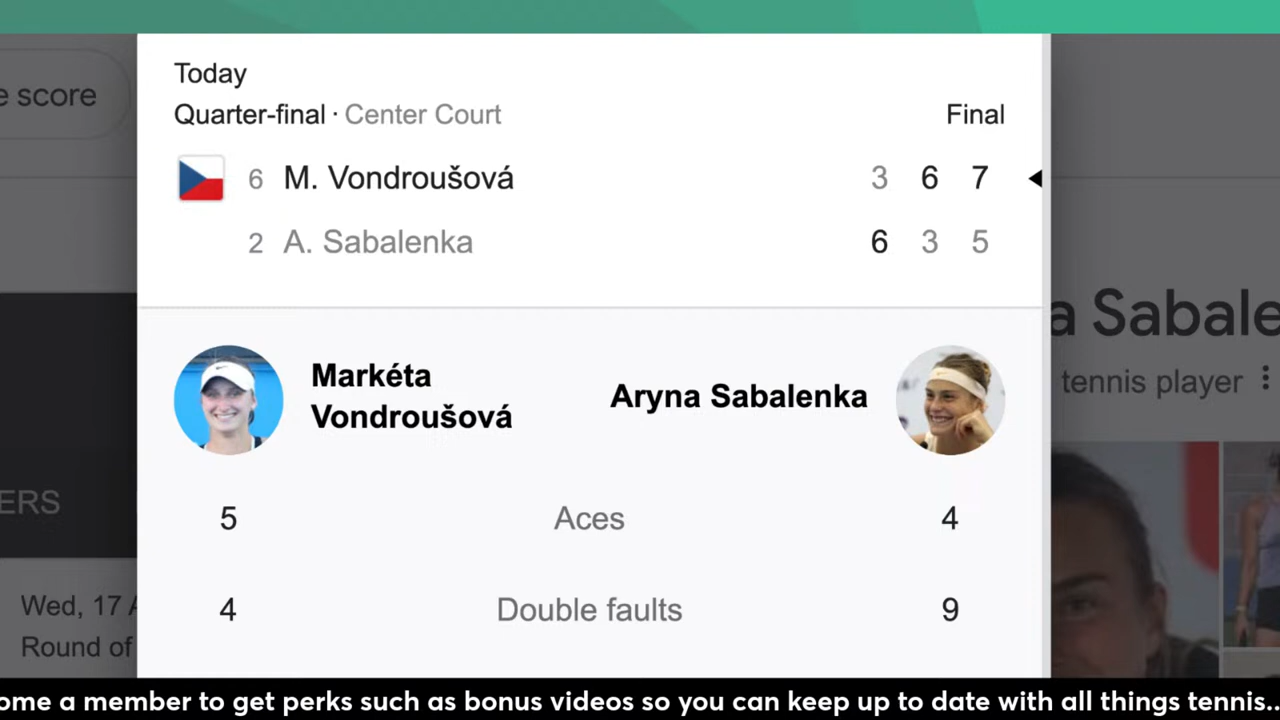 e score
Today
Quarter-final · Center Court
Final
6 M. Vondroušová 3 6 7
2 A. Sabalenka 6 3 5
a Sabale
tennis player
Markéta
Vondroušová
Aryna Sabalenka
ERS
5 Aces 4
Wed, 17 A
4 Double faults 9
Round of
ome a member to get perks such as bonus videos so you can keep up to date with all things tennis..